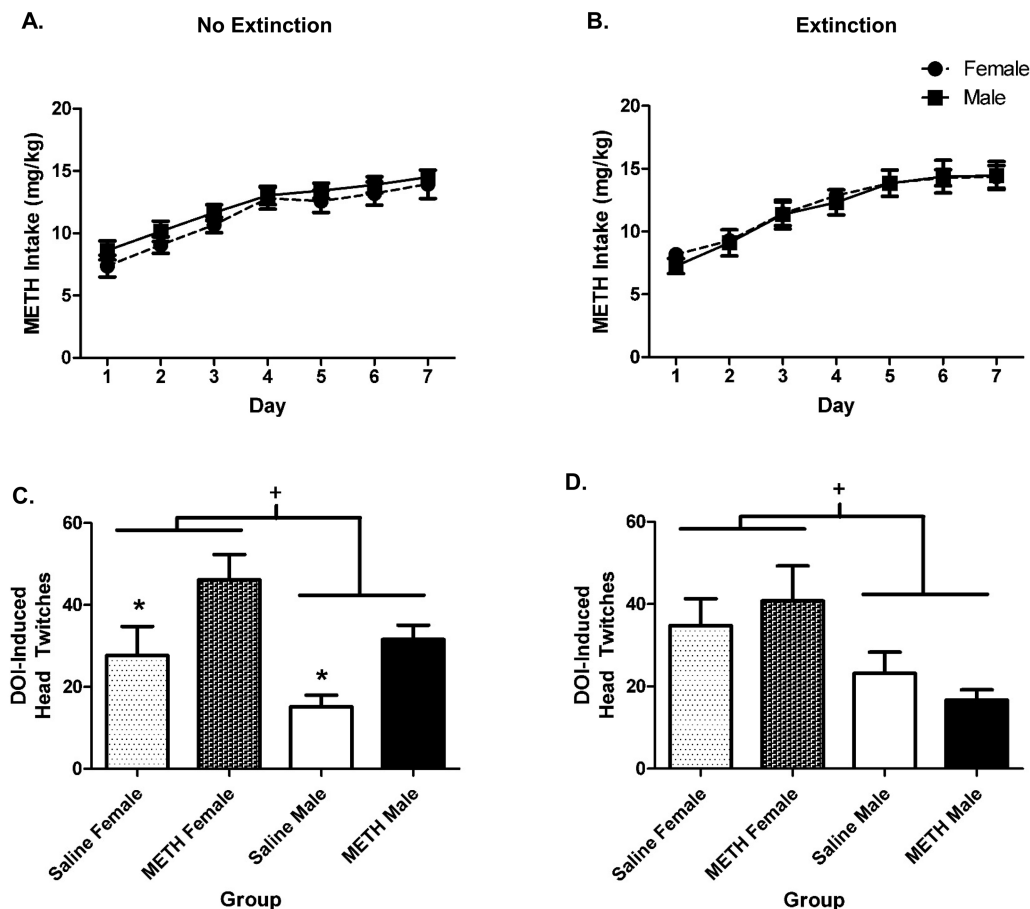 A.
No Extinction
METH Intake (mg/kg)
20
15
10
5
0
1 2 3 4 5 6 7
Day
B.
Extinction
Female
Male
METH Intake (mg/kg)
20
15
10
5
0
1 2 3 4 5 6 7
Day
C.
+
DOI-Induced
Head Twitches
60
40
20
0
*
*
Saline Female
METH Female
Saline Male
METH Male
Group
D.
+
DOI-Induced
Head Twitches
60
40
20
0
Saline Female
METH Female
Saline Male
METH Male
Group